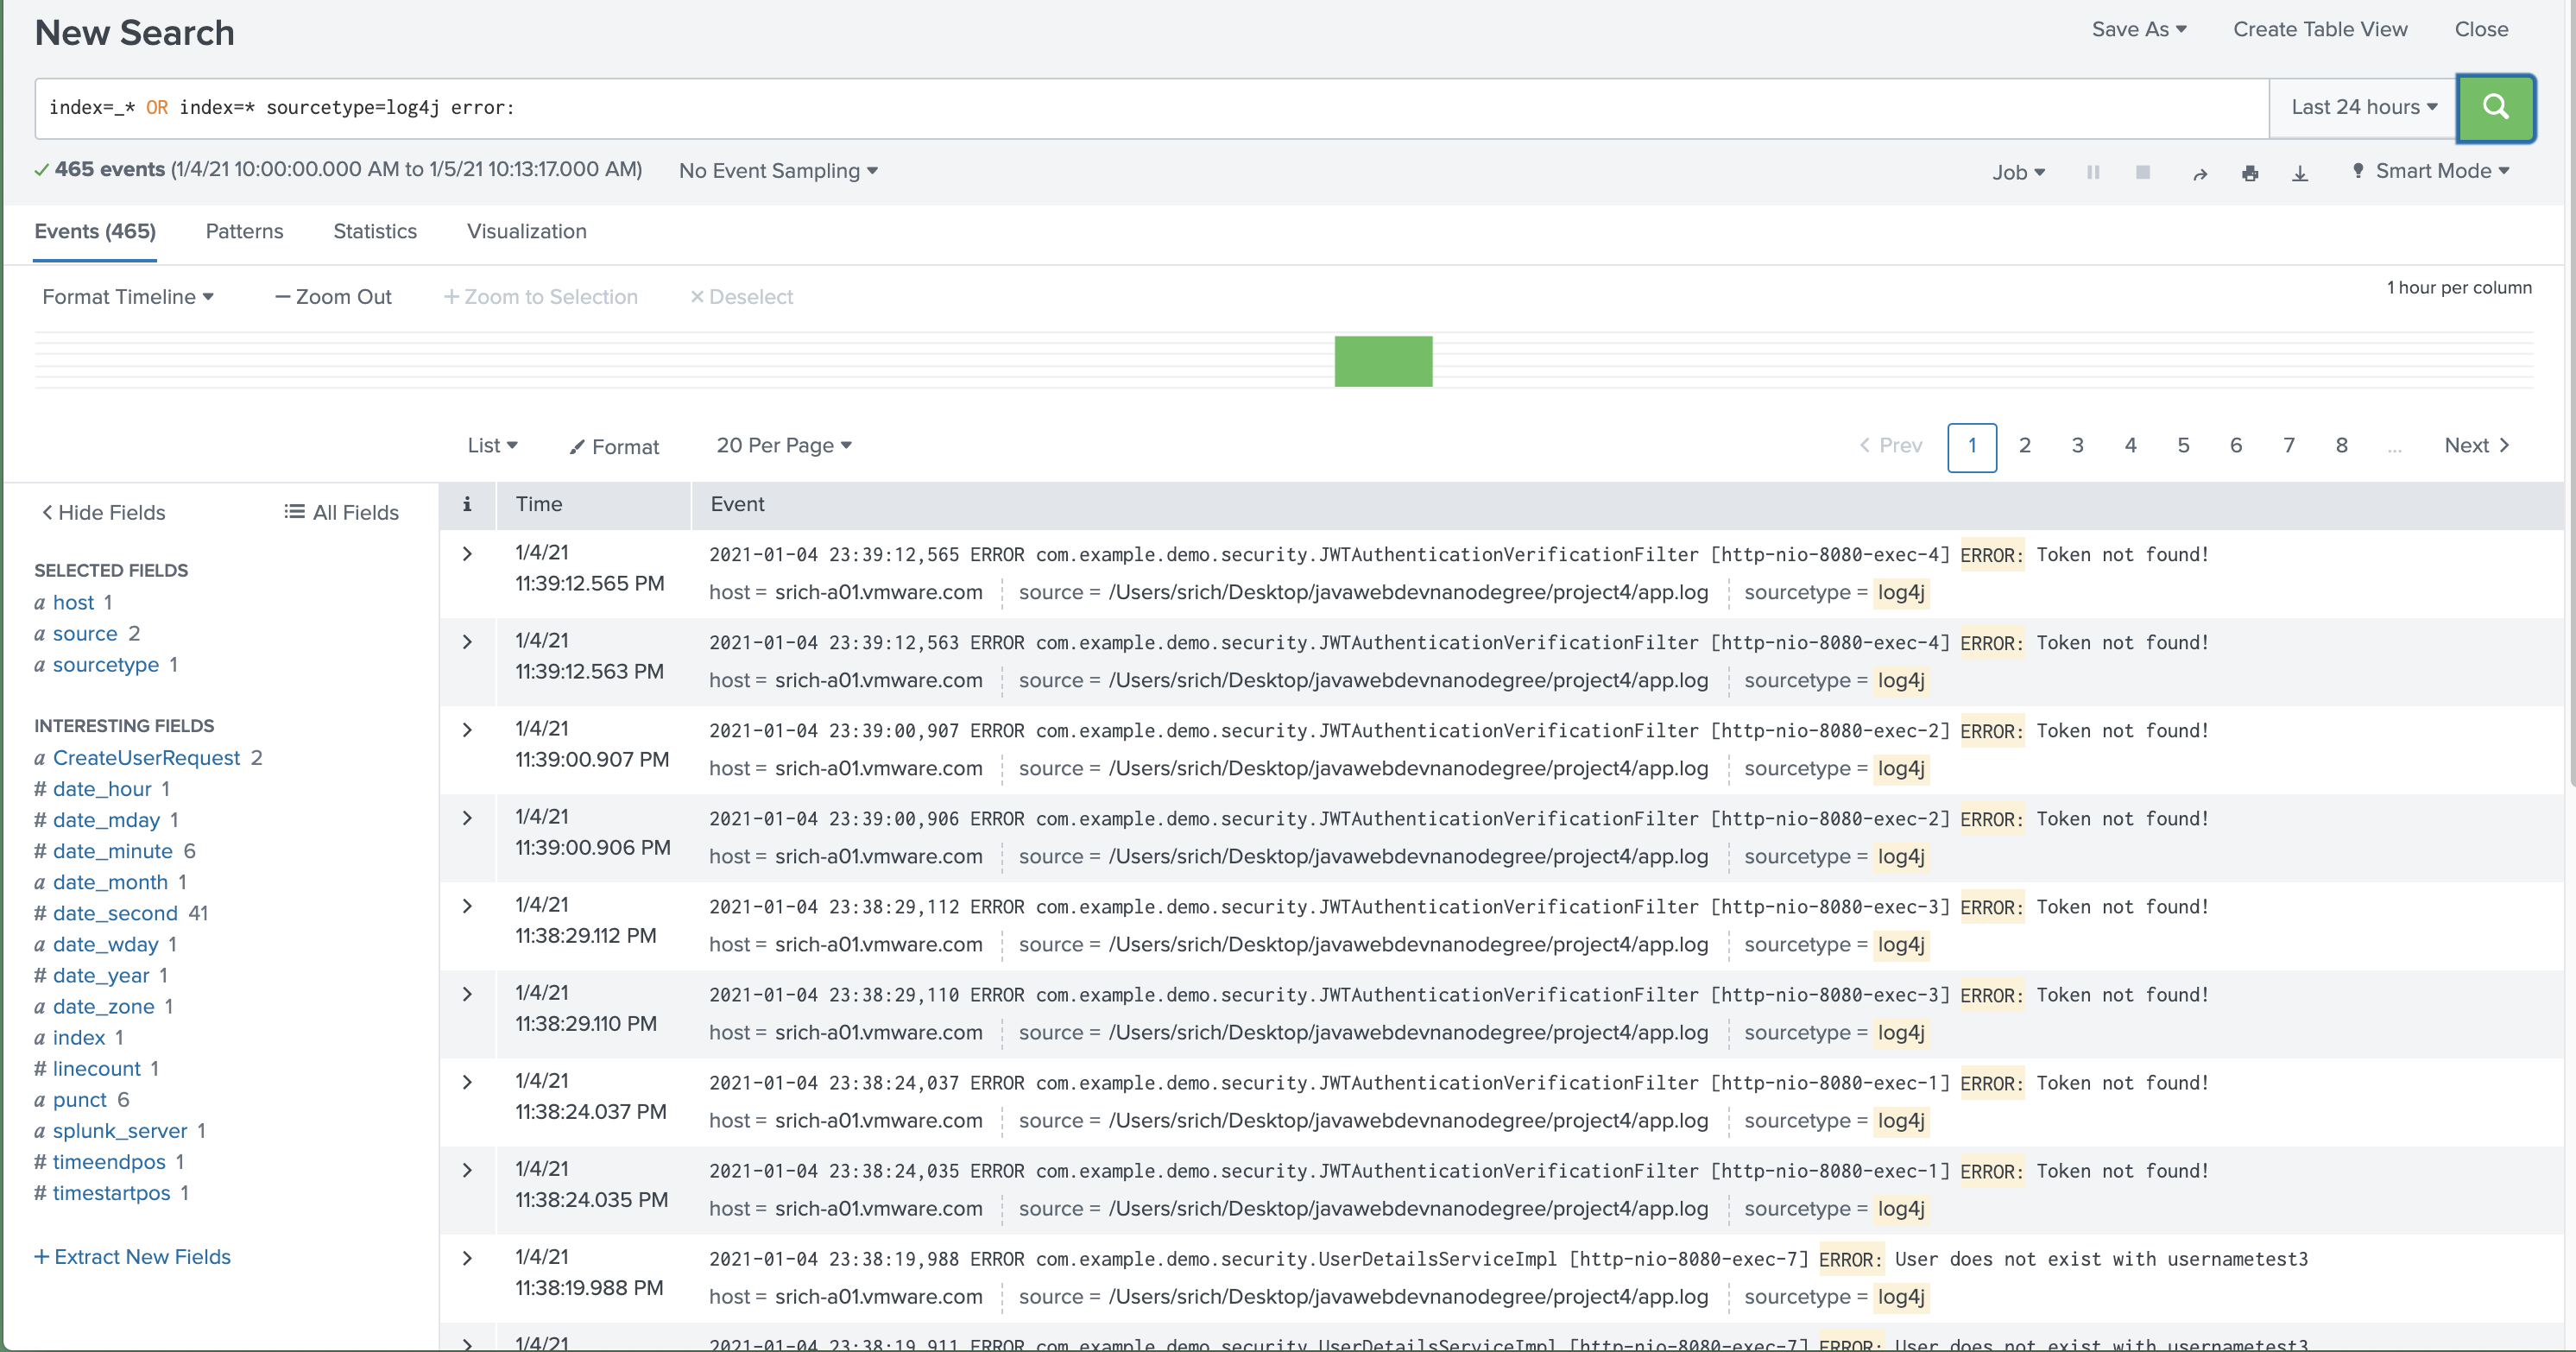 New Search
Save As Create Table View Close
index=_* OR index=* sourcetype=log4j error:
Last 24 hours
465 events (1/4/21 10:00:00.000 AM to 1/5/21 10:13:17.000 AM) No Event Sampling
Job Smart Mode
Events (465) Patterns Statistics Visualization
Format Timeline — Zoom Out + Zoom to Selection × Deselect
1 hour per column
List Format 20 Per Page
< Prev 1 2 3 4 5 6 7 8 ... Next >
< Hide Fields All Fields
SELECTED FIELDS
a host 1
a source 2
a sourcetype 1
INTERESTING FIELDS
a CreateUserRequest 2
# date_hour 1
# date_mday 1
# date_minute 6
a date_month 1
# date_second 41
a date_wday 1
# date_year 1
a date_zone 1
a index 1
# linecount 1
a punct 6
a splunk_server 1
# timeendpos 1
# timestartpos 1
+ Extract New Fields
i Time Event
1/4/21
11:39:12.565 PM
2021-01-04 23:39:12,565 ERROR com.example.demo.security.JWTAuthenticationVerificationFilter [http-nio-8080-exec-4] ERROR: Token not found!
host = srich-a01.vmware.com source = /Users/srich/Desktop/javawebdevnanodegree/project4/app.log sourcetype = log4j
1/4/21
11:39:12.563 PM
2021-01-04 23:39:12,563 ERROR com.example.demo.security.JWTAuthenticationVerificationFilter [http-nio-8080-exec-4] ERROR: Token not found!
host = srich-a01.vmware.com source = /Users/srich/Desktop/javawebdevnanodegree/project4/app.log sourcetype = log4j
1/4/21
11:39:00.907 PM
2021-01-04 23:39:00,907 ERROR com.example.demo.security.JWTAuthenticationVerificationFilter [http-nio-8080-exec-2] ERROR: Token not found!
host = srich-a01.vmware.com source = /Users/srich/Desktop/javawebdevnanodegree/project4/app.log sourcetype = log4j
1/4/21
11:39:00.906 PM
2021-01-04 23:39:00,906 ERROR com.example.demo.security.JWTAuthenticationVerificationFilter [http-nio-8080-exec-2] ERROR: Token not found!
host = srich-a01.vmware.com source = /Users/srich/Desktop/javawebdevnanodegree/project4/app.log sourcetype = log4j
1/4/21
11:38:29.112 PM
2021-01-04 23:38:29,112 ERROR com.example.demo.security.JWTAuthenticationVerificationFilter [http-nio-8080-exec-3] ERROR: Token not found!
host = srich-a01.vmware.com source = /Users/srich/Desktop/javawebdevnanodegree/project4/app.log sourcetype = log4j
1/4/21
11:38:29.110 PM
2021-01-04 23:38:29,110 ERROR com.example.demo.security.JWTAuthenticationVerificationFilter [http-nio-8080-exec-3] ERROR: Token not found!
host = srich-a01.vmware.com source = /Users/srich/Desktop/javawebdevnanodegree/project4/app.log sourcetype = log4j
1/4/21
11:38:24.037 PM
2021-01-04 23:38:24,037 ERROR com.example.demo.security.JWTAuthenticationVerificationFilter [http-nio-8080-exec-1] ERROR: Token not found!
host = srich-a01.vmware.com source = /Users/srich/Desktop/javawebdevnanodegree/project4/app.log sourcetype = log4j
1/4/21
11:38:24.035 PM
2021-01-04 23:38:24,035 ERROR com.example.demo.security.JWTAuthenticationVerificationFilter [http-nio-8080-exec-1] ERROR: Token not found!
host = srich-a01.vmware.com source = /Users/srich/Desktop/javawebdevnanodegree/project4/app.log sourcetype = log4j
1/4/21
11:38:19.988 PM
2021-01-04 23:38:19,988 ERROR com.example.demo.security.UserDetailsServiceImpl [http-nio-8080-exec-7] ERROR: User does not exist with usernametest3
host = srich-a01.vmware.com source = /Users/srich/Desktop/javawebdevnanodegree/project4/app.log sourcetype = log4j
1/4/21
2021-01-04 23:38:19,911 ERROR com.example.demo.security.UserDetailsServiceImpl [http-nio-8080-exec-7] ERROR: User does not exist with usernametest3